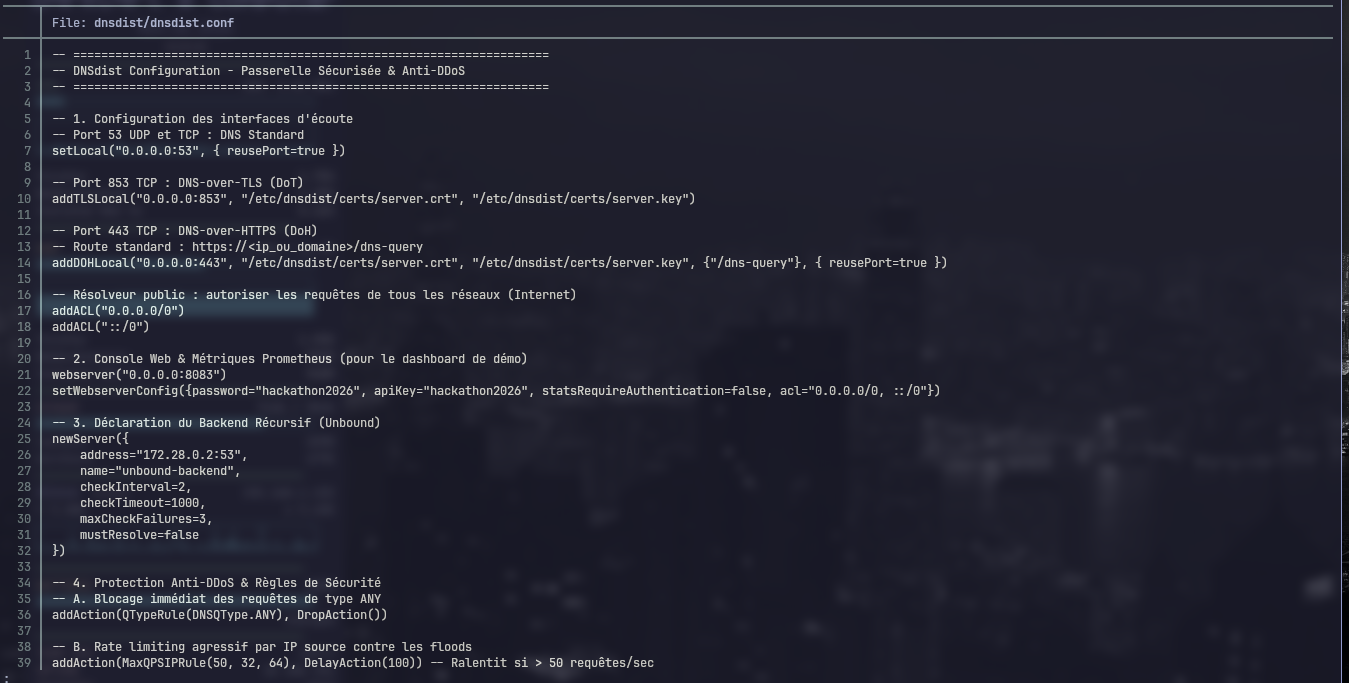 File: dnsdist/dnsdist.conf
1 -- ====================================================================
2 -- DNSdist Configuration - Passerelle Sécurisée & Anti-DDoS
3 -- ====================================================================
4
5 -- 1. Configuration des interfaces d'écoute
6 -- Port 53 UDP et TCP : DNS Standard
7 setLocal("0.0.0.0:53", { reusePort=true })
8
9 -- Port 853 TCP : DNS-over-TLS (DoT)
10 addTLSLocal("0.0.0.0:853", "/etc/dnsdist/certs/server.crt", "/etc/dnsdist/certs/server.key")
11
12 -- Port 443 TCP : DNS-over-HTTPS (DoH)
13 -- Route standard : https://<ip_ou_domaine>/dns-query
14 addDOHLocal("0.0.0.0:443", "/etc/dnsdist/certs/server.crt", "/etc/dnsdist/certs/server.key", {"/dns-query"}, { reusePort=true })
15
16 -- Résolveur public : autoriser les requêtes de tous les réseaux (Internet)
17 addACL("0.0.0.0/0")
18 addACL("::/0")
19
20 -- 2. Console Web & Métriques Prometheus (pour le dashboard de démo)
21 webserver("0.0.0.0:8083")
22 setWebserverConfig({password="hackathon2026", apiKey="hackathon2026", statsRequireAuthentication=false, acl="0.0.0.0/0, ::/0"})
23
24 -- 3. Déclaration du Backend Récursif (Unbound)
25 newServer({
26     address="172.28.0.2:53",
27     name="unbound-backend",
28     checkInterval=2,
29     checkTimeout=1000,
30     maxCheckFailures=3,
31     mustResolve=false
32 })
33
34 -- 4. Protection Anti-DDoS & Règles de Sécurité
35 -- A. Blocage immédiat des requêtes de type ANY
36 addAction(QTypeRule(DNSQType.ANY), DropAction())
37
38 -- B. Rate limiting agressif par IP source contre les floods
39 addAction(MaxQPSIPRule(50, 32, 64), DelayAction(100)) -- Ralentit si > 50 requêtes/sec
: